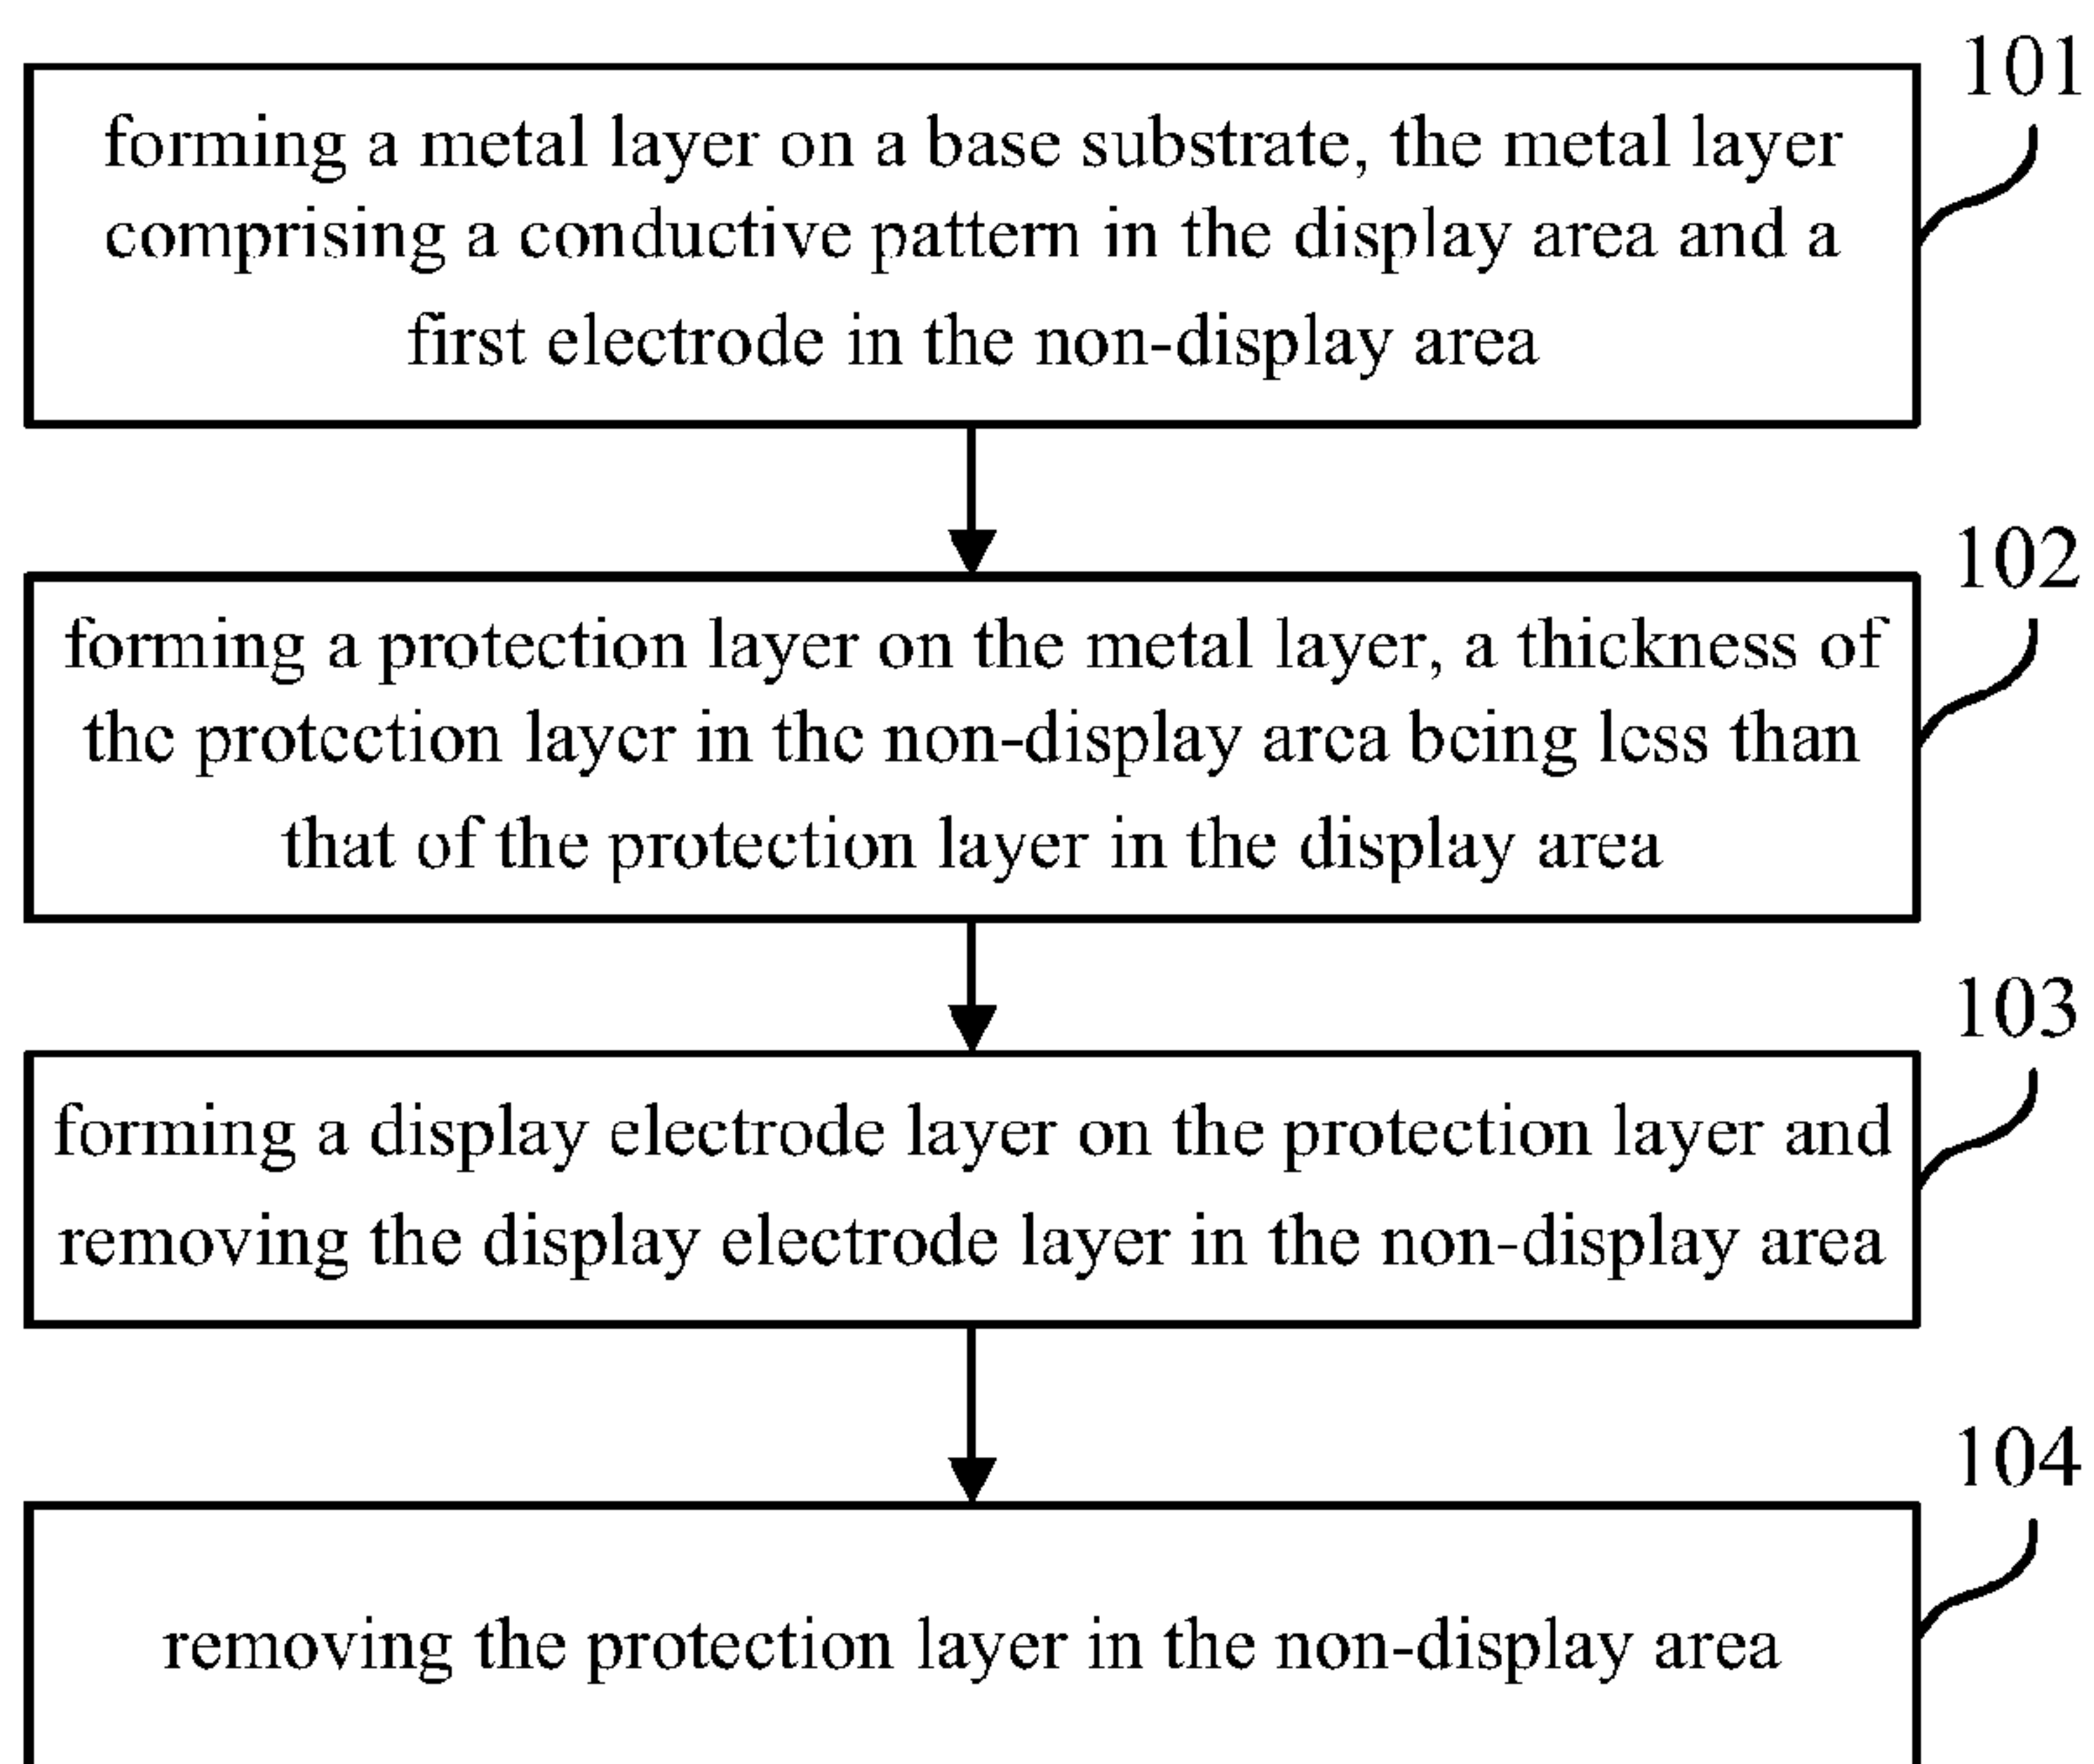 101
forming a metal layer on a base substrate, the metal layer
comprising a conductive pattern in the display area and a
first electrode in the non-display area
102
forming a protection layer on the metal layer, a thickness of
the protection layer in the non-display area being less than
that of the protection layer in the display area
103
forming a display electrode layer on the protection layer and
removing the display electrode layer in the non-display area
104
removing the protection layer in the non-display area